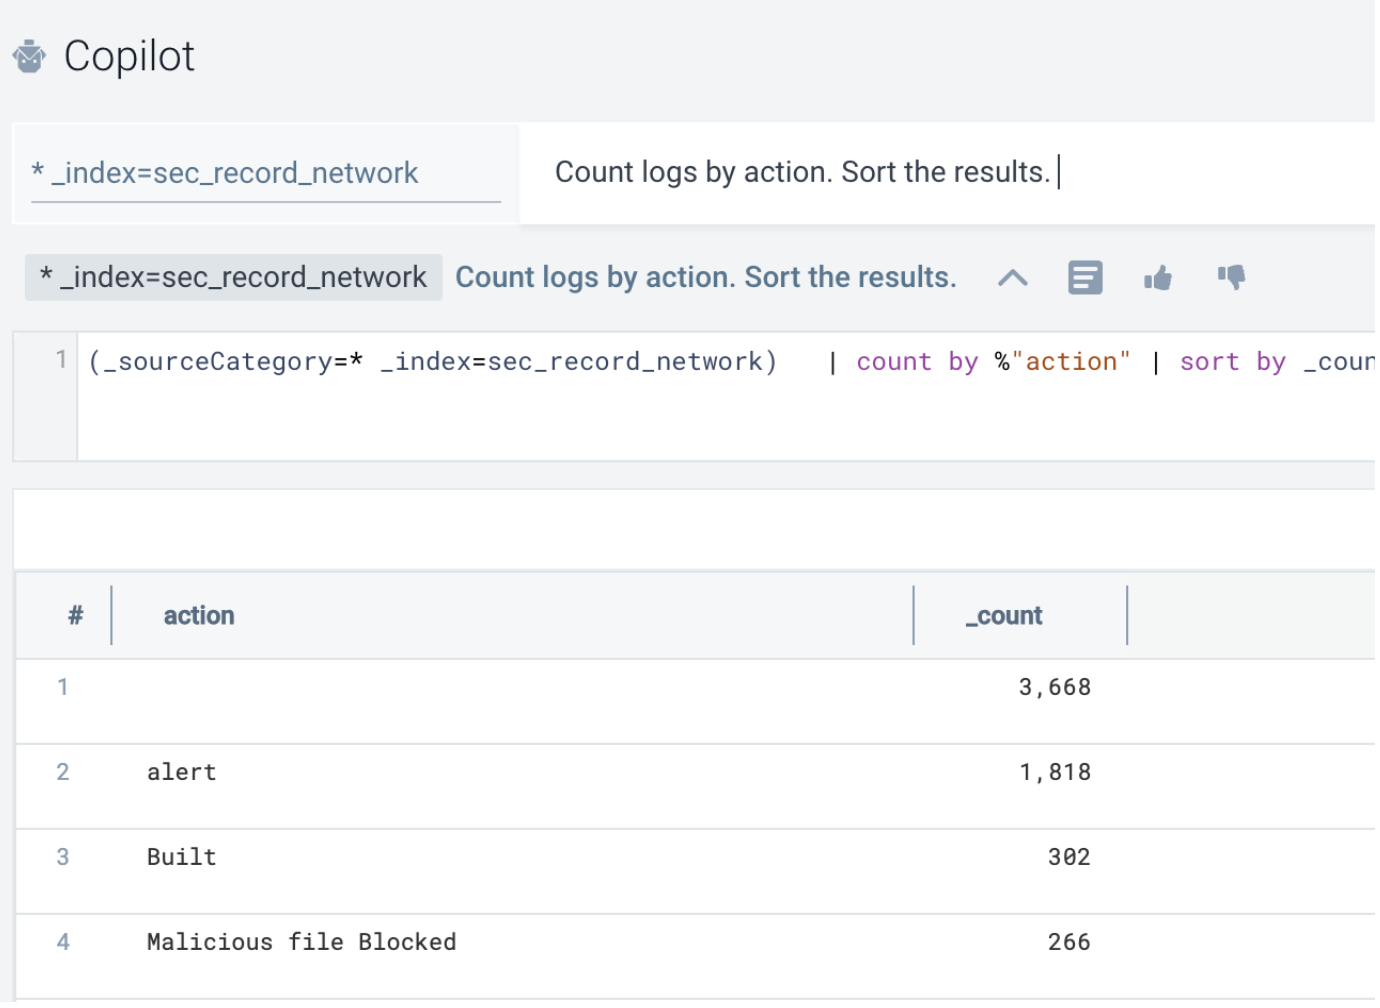 Copilot
* _index=sec_record_network Count logs by action. Sort the results.
* _index=sec_record_network Count logs by action. Sort the results.
1 (_sourceCategory=* _index=sec_record_network) | count by %"action" | sort by _coun
# action _count
1 3,668
2 alert 1,818
3 Built 302
4 Malicious file Blocked 266